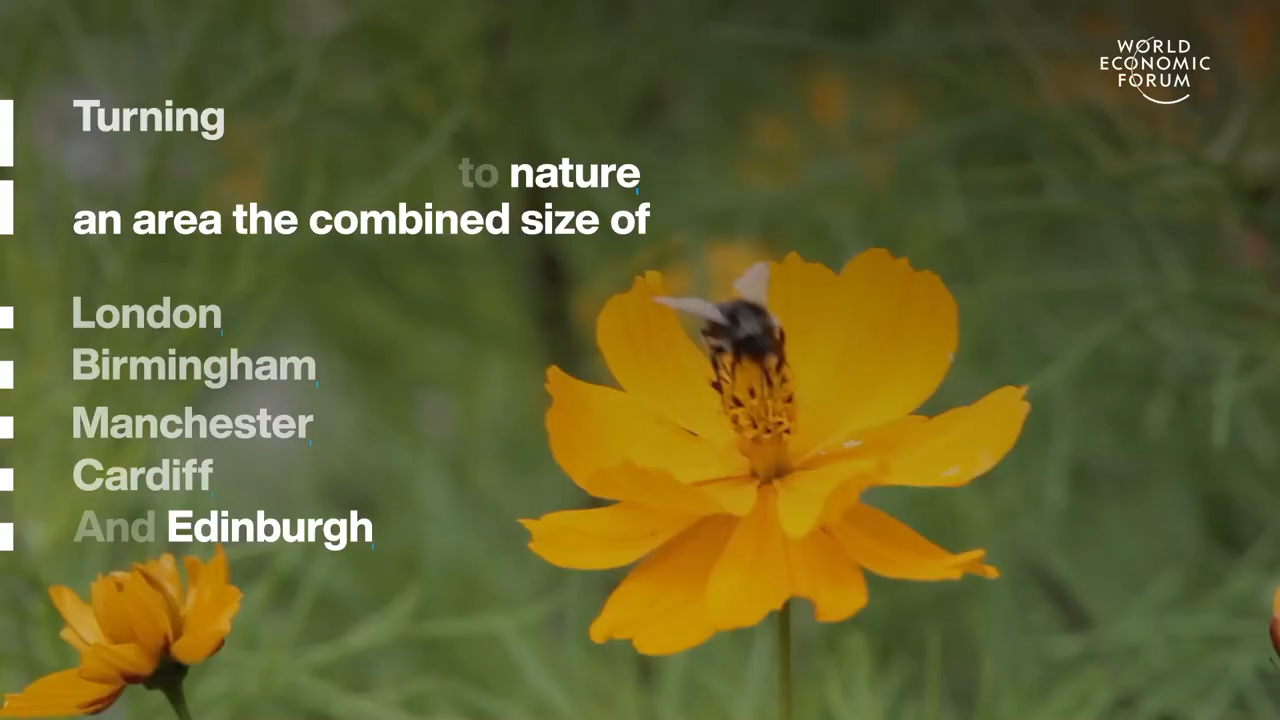 WORLD
ECONOMIC
FORUM
Turning
to nature
an area the combined size of
London
Birmingham
Manchester
Cardiff
And Edinburgh